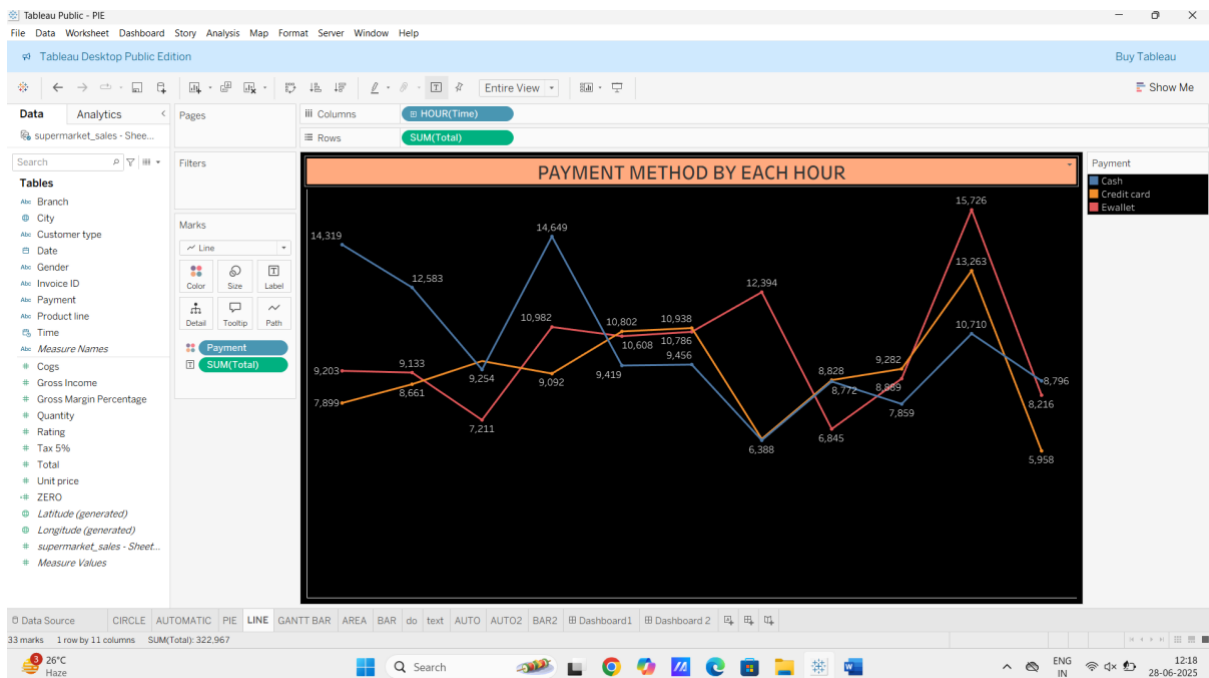 Tableau Public - PIE
File Data Worksheet Dashboard Story Analysis Map Format Server Window Help
Tableau Desktop Public Edition Buy Tableau
Entire View Show Me
Data Analytics
supermarket_sales - Shee...
Search
Tables
Abc Branch
City
Abc Customer type
Date
Abc Gender
Abc Invoice ID
Abc Payment
Abc Product line
Time
Abc Measure Names
# Cogs
# Gross Income
# Gross Margin Percentage
# Quantity
# Rating
# Tax 5%
# Total
# Unit price
# ZERO
Latitude (generated)
Longitude (generated)
# supermarket_sales - Sheet...
# Measure Values
Pages
Filters
Marks
Line
Color Size Label
Detail Tooltip Path
Payment
SUM(Total)
Columns HOUR(Time)
Rows SUM(Total)
PAYMENT METHOD BY EACH HOUR
15,726
14,649
14,319
13,263
12,583
12,394
10,982 10,802 10,938 10,710
10,608 10,786
9,456
9,203 9,133 9,254 9,092 9,419 8,828 9,282 8,796
7,899 8,661 8,772 8,889 8,216
7,211 7,859
6,845
6,388
5,958
Payment
Cash
Credit card
Ewallet
Data Source CIRCLE AUTOMATIC PIE LINE GANTT BAR AREA BAR do text AUTO AUTO2 BAR2 Dashboard1 Dashboard 2
33 marks 1 row by 11 columns SUM(Total): 322,967
3 26°C
Haze
Search
ENG
IN
12:18
28-06-2025